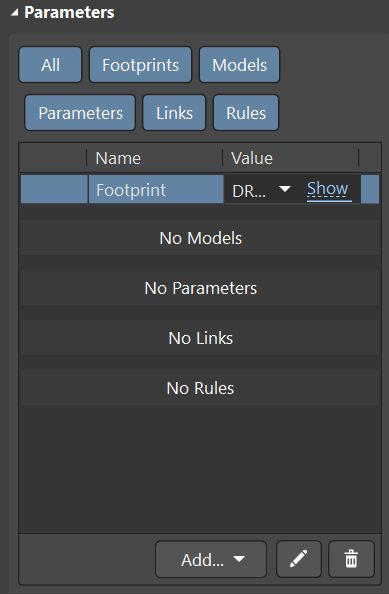 Parameters
All Footprints Models
Parameters Links Rules
Name Value
Footprint DR... Show
No Models
No Parameters
No Links
No Rules
Add...